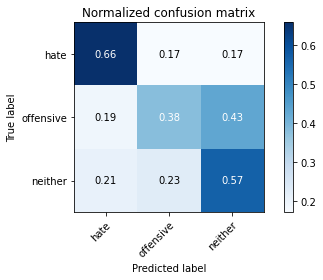 Normalized confusion matrix
True label
hate
0.66 0.17 0.17
offensive
0.19 0.38 0.43
neither
0.21 0.23 0.57
hate
offensive
neither
Predicted label
0.6
0.5
0.4
0.3
0.2